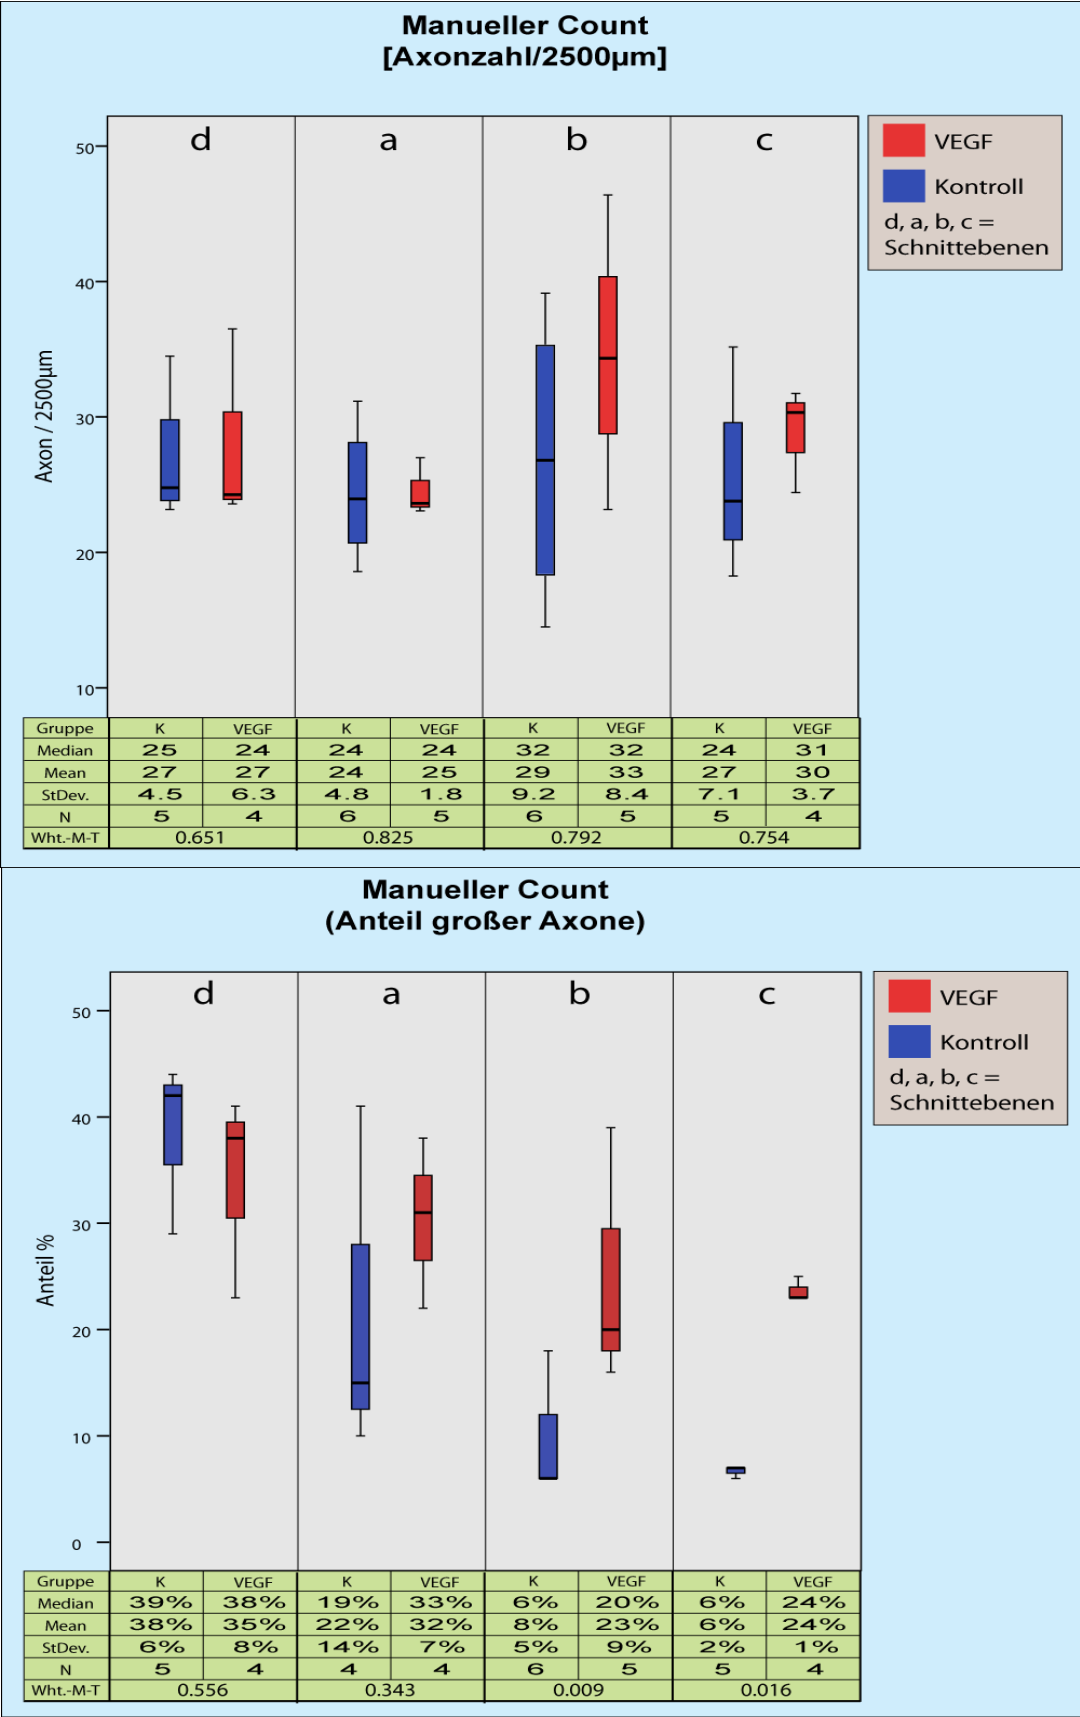 Manueller Count
[Axonzahl/2500µm]
d a b c
VEGF
Kontroll
d, a, b, c =
Schnittebenen
50
40
30
20
10
Axon / 2500µm
Gruppe K VEGF K VEGF K VEGF K VEGF
Median 25 24 24 24 32 32 24 31
Mean 27 27 24 25 29 33 27 30
StDev. 4.5 6.3 4.8 1.8 9.2 8.4 7.1 3.7
N 5 4 6 5 6 5 5 4
Wht.-M-T 0.651 0.825 0.792 0.754
Manueller Count
(Anteil großer Axone)
d a b c
VEGF
Kontroll
d, a, b, c =
Schnittebenen
50
40
30
20
10
0
Anteil %
Gruppe K VEGF K VEGF K VEGF K VEGF
Median 39% 38% 19% 33% 6% 20% 6% 24%
Mean 38% 35% 22% 32% 8% 23% 6% 24%
StDev. 6% 8% 14% 7% 5% 9% 2% 1%
N 5 4 4 4 6 5 5 4
Wht.-M-T 0.556 0.343 0.009 0.016